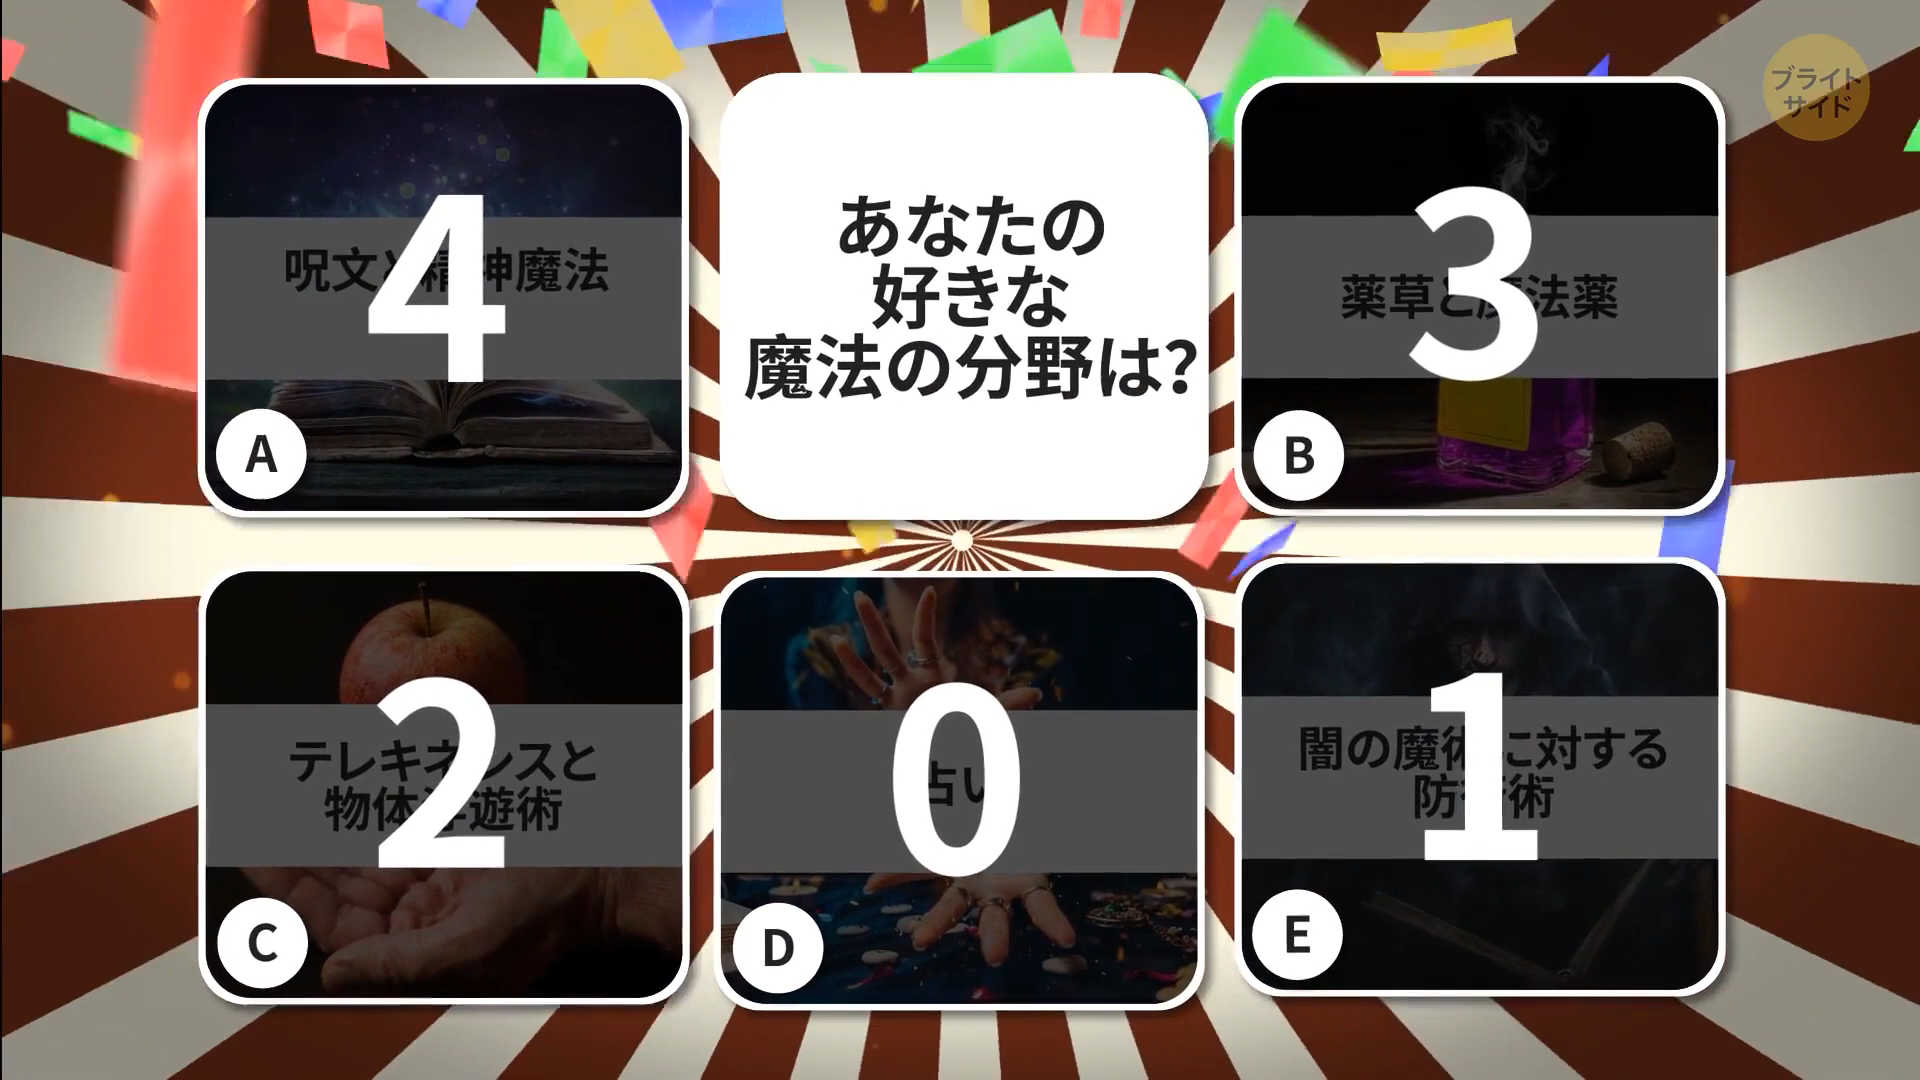 ブライト
サイド
4
呪文と精神魔法
A
あなたの
好きな
魔法の分野は?
3
薬草と魔法薬
B
2
テレキネシスと
物体浮遊術
C
0
占い
D
1
闇の魔術に対する
防衛術
E